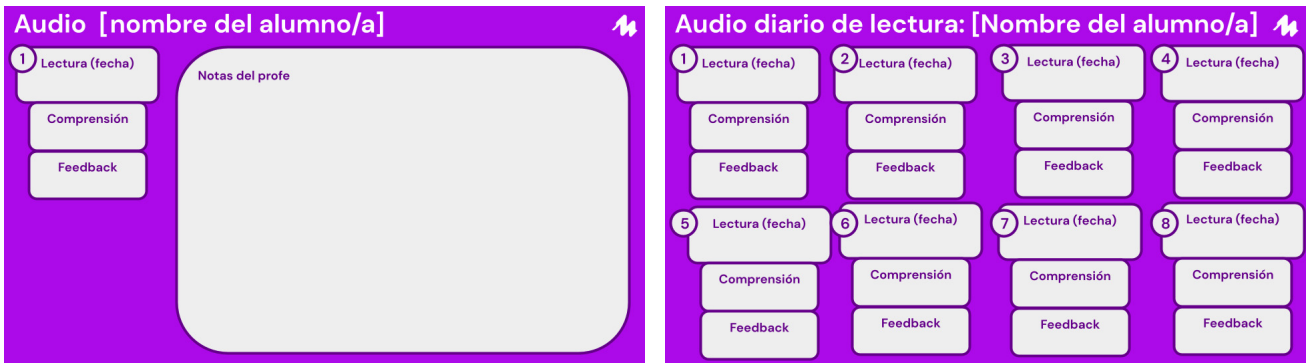 Audio [nombre del alumno/a]
1
Lectura (fecha)
Comprensión
Feedback
Notas del profe
Audio diario de lectura: [Nombre del alumno/a]
1
Lectura (fecha)
Comprensión
Feedback
2
Lectura (fecha)
Comprensión
Feedback
3
Lectura (fecha)
Comprensión
Feedback
4
Lectura (fecha)
Comprensión
Feedback
5
Lectura (fecha)
Comprensión
Feedback
6
Lectura (fecha)
Comprensión
Feedback
7
Lectura (fecha)
Comprensión
Feedback
8
Lectura (fecha)
Comprensión
Feedback